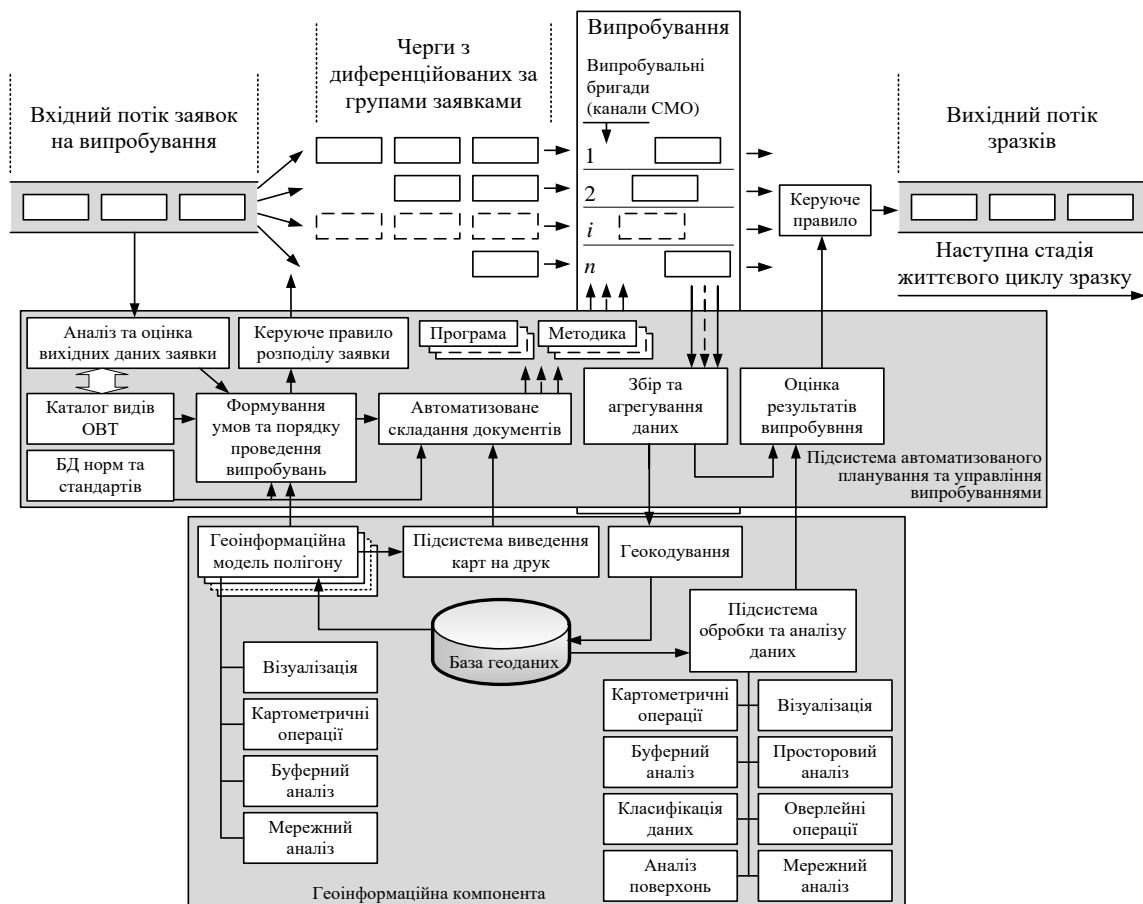 Вхідний потік заявок
на випробування
Черги з
диференційованих за
групами заявками
Випробування
Випробувальні
бригади
(канали СМО)
1
2
i
n
Керуюче
правило
Вихідний потік
зразків
Наступна стадія
життєвого циклу зразку
Аналіз та оцінка
вихідних даних заявки
Керуюче правило
розподілу заявки
Програма
Методика
Каталог видів
ОВТ
Формування
умов та порядку
проведення
випробувань
Автоматизоване
складання документів
Збір та
агрегування
даних
Оцінка
результатів
випробувння
БД норм та
стандартів
Підсистема автоматизованого
планування та управління
випробуваннями
Геоінформаційна
модель полігону
Підсистема виведення
карт на друк
Геокодування
База геоданих
Підсистема
обробки та аналізу
даних
Візуалізація
Картометричні
операції
Буферний
аналіз
Мережний
аналіз
Картометричні
операції
Візуалізація
Буферний
аналіз
Просторовий
аналіз
Класифікація
даних
Оверлейні
операції
Аналіз
поверхонь
Мережний
аналіз
Геоінформаційна компонента